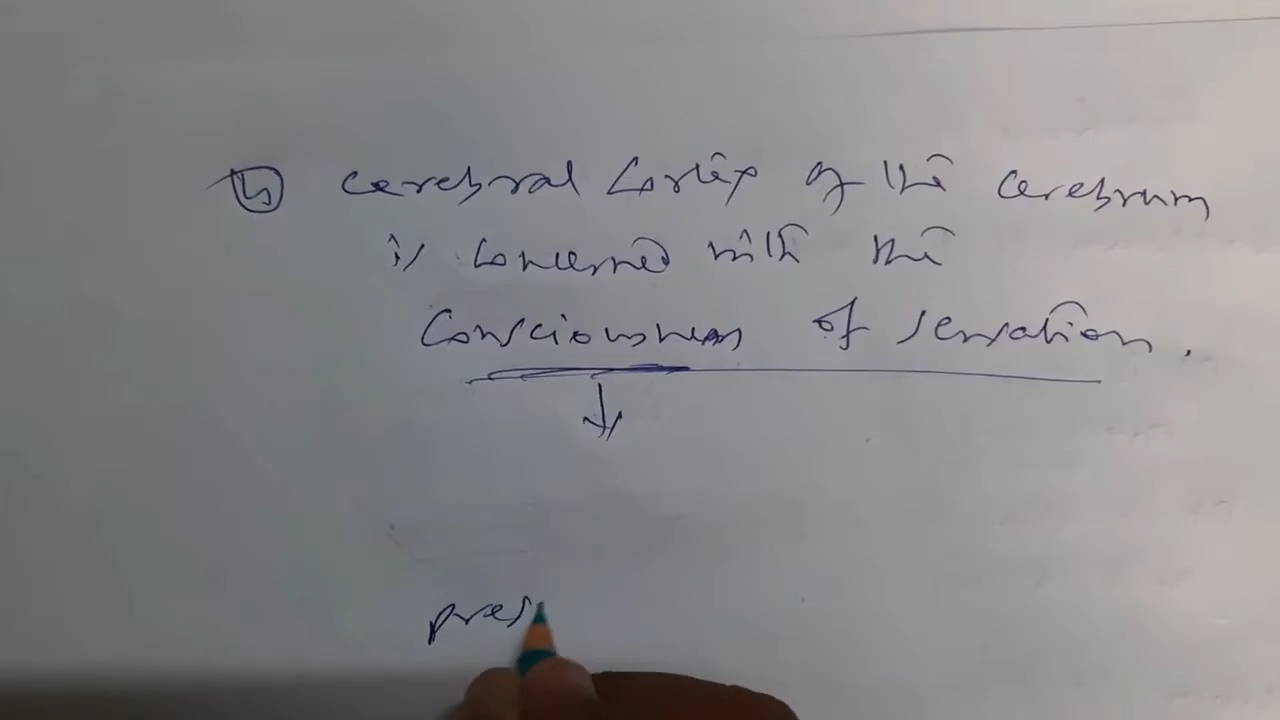 Cerebral Cortex of the cerebrum
is concerned with the
Consciousness of sensation.
pres